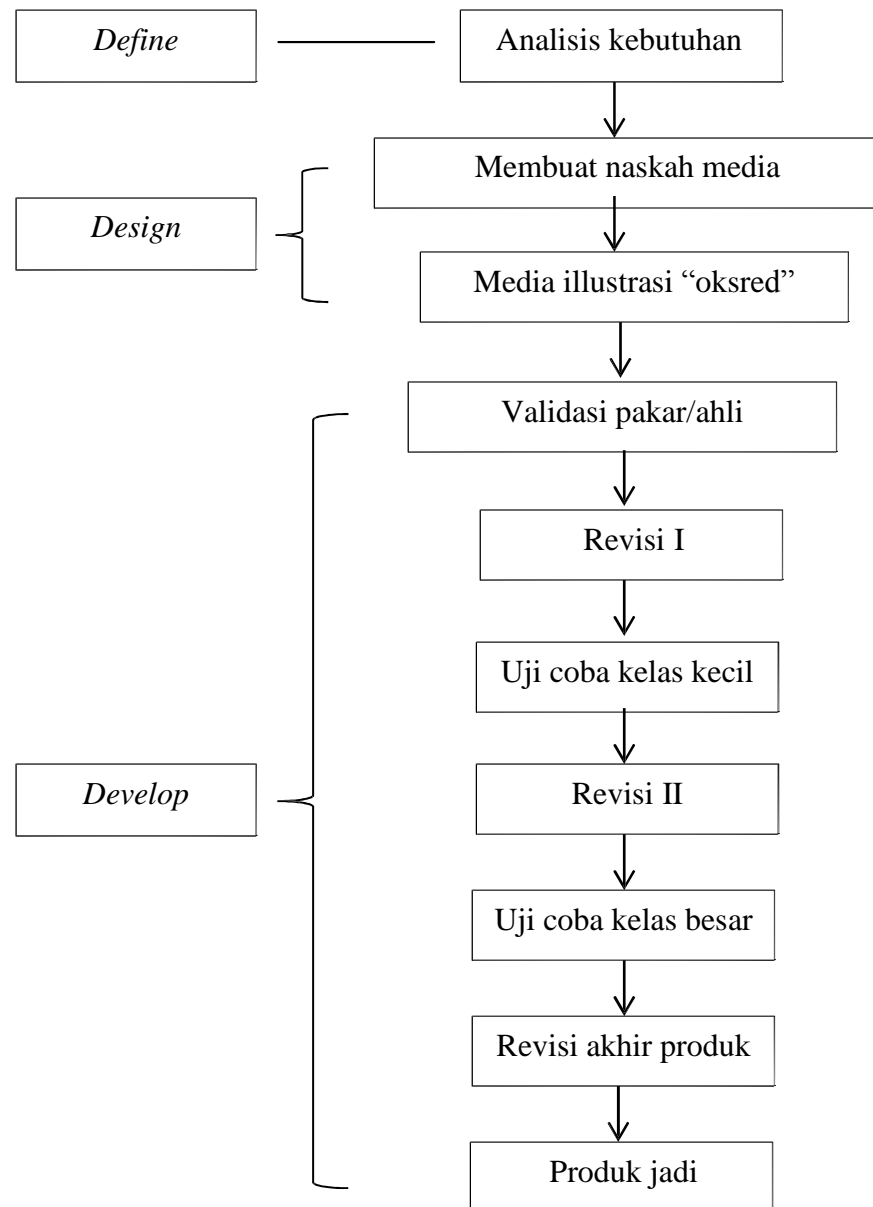 Define
Analisis kebutuhan
Membuat naskah media
Design
Media illustrasi “oksred”
Validasi pakar/ahli
Revisi I
Uji coba kelas kecil
Develop
Revisi II
Uji coba kelas besar
Revisi akhir produk
Produk jadi